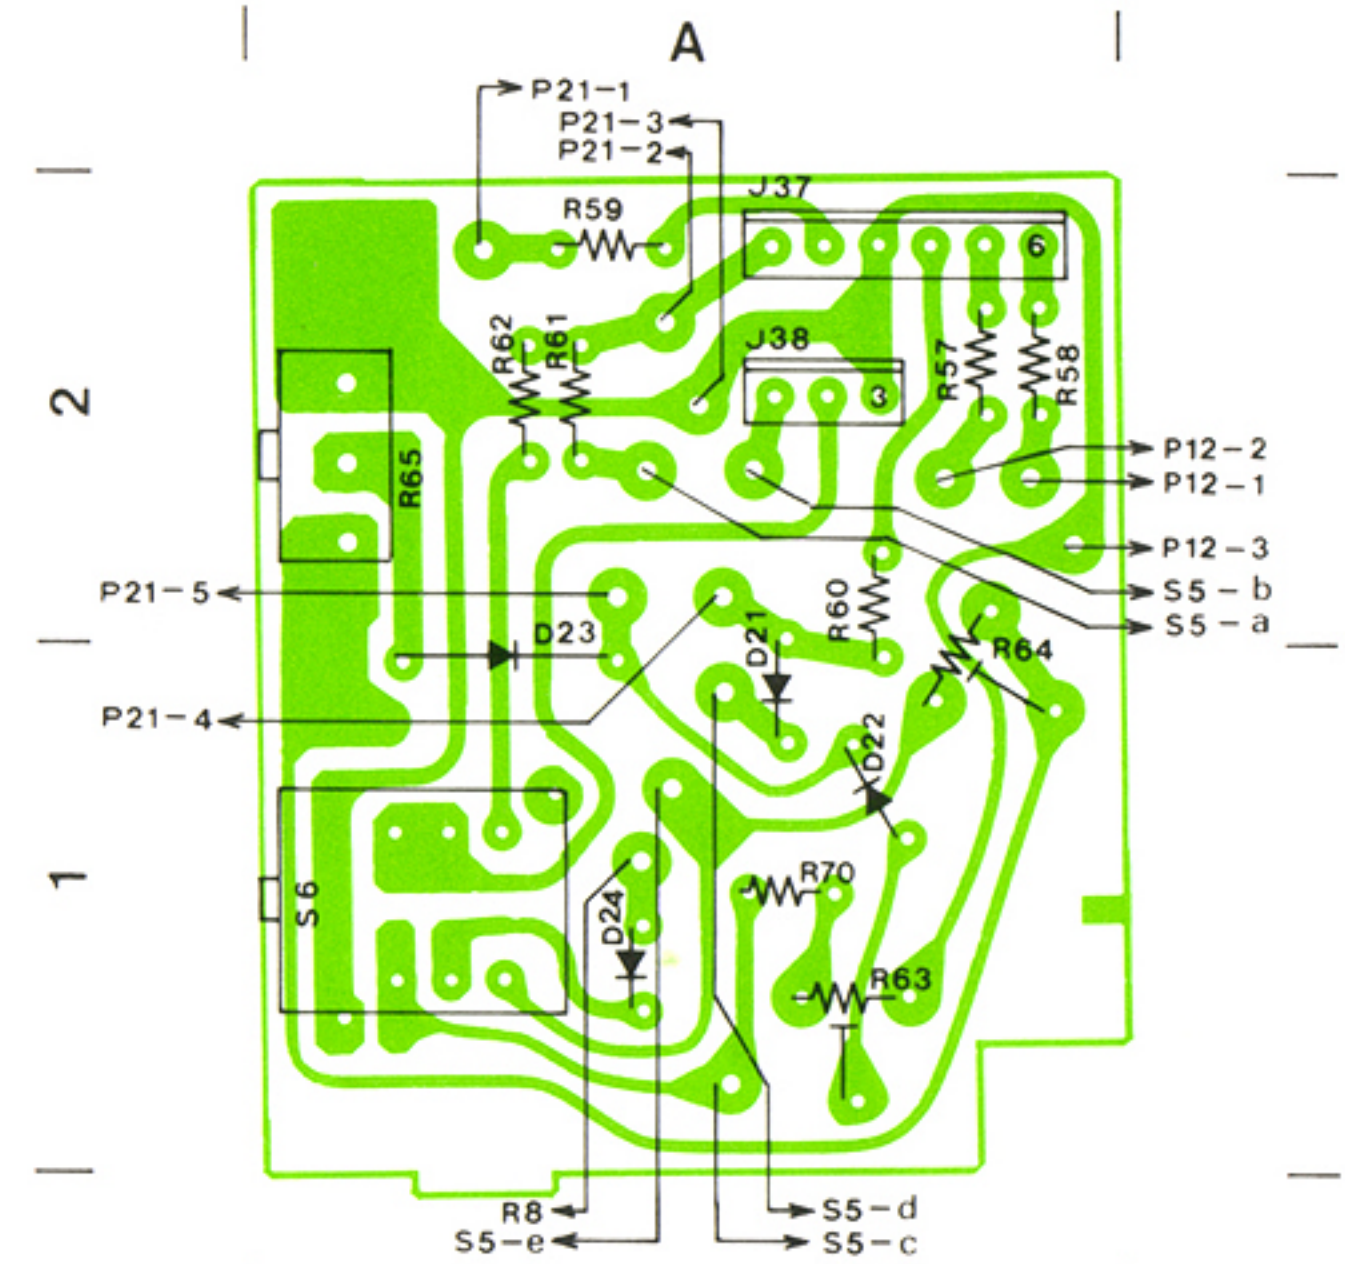 A
P21-1
P21-3
P21-2
J37
R59
6
R62
R61
J38
R57
R58
2
3
P12-2
R65
P12-1
P12-3
P21-5
S5-b
R60
S5-a
D23
D21
R64
P21-4
D22
1
R70
S6
D24
R63
R8
S5-d
S5-e
S5-c